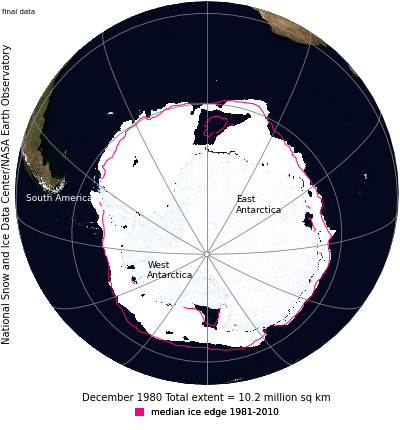 final data
National Snow and Ice Data Center/NASA Earth Observatory
South America
East
Antarctica
West
Antarctica
December 1980 Total extent = 10.2 million sq km
median ice edge 1981-2010